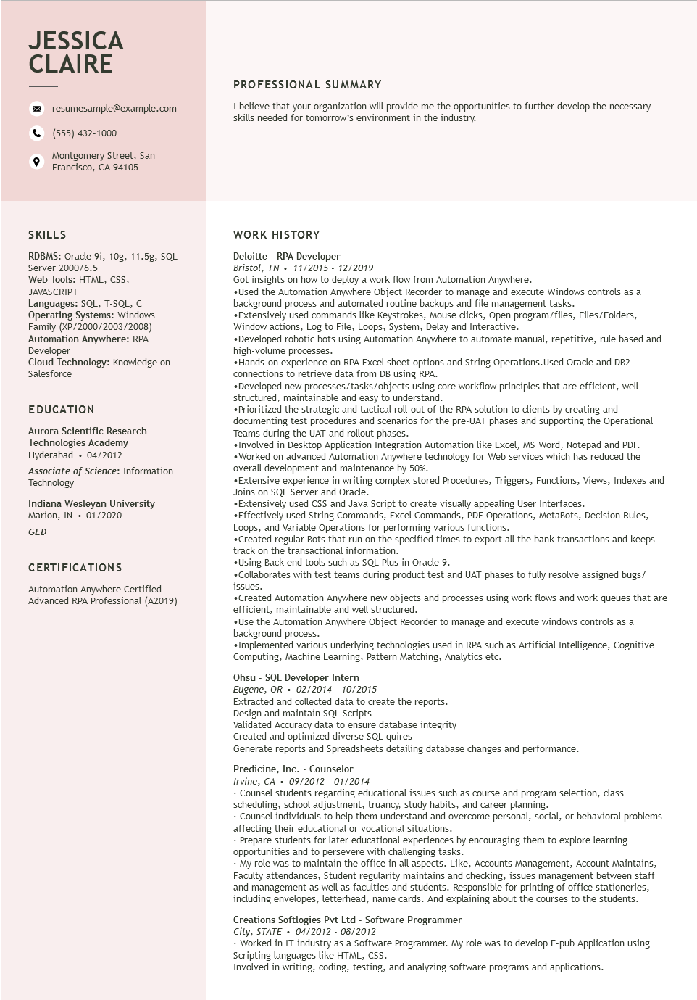 JESSICA
CLAIRE
resumesample@example.com
(555) 432-1000
Montgomery Street, San
Francisco, CA 94105
PROFESSIONAL SUMMARY
I believe that your organization will provide me the opportunities to further develop the necessary
skills needed for tomorrow's environment in the industry.
SKILLS
RDBMS: Oracle 9i, 10g, 11.5g, SQL
Server 2000/6.5
Web Tools: HTML, CSS,
JAVASCRIPT
Languages: SQL, T-SQL, C
Operating Systems: Windows
Family (XP/2000/2003/2008)
Automation Anywhere: RPA
Developer
Cloud Technology: Knowledge on
Salesforce
EDUCATION
Aurora Scientific Research
Technologies Academy
Hyderabad • 04/2012
Associate of Science: Information
Technology
Indiana Wesleyan University
Marion, IN • 01/2020
GED
CERTIFICATIONS
Automation Anywhere Certified
Advanced RPA Professional (A2019)
WORK HISTORY
Deloitte - RPA Developer
Bristol, TN • 11/2015 - 12/2019
Got insights on how to deploy a work flow from Automation Anywhere.
•Used the Automation Anywhere Object Recorder to manage and execute Windows controls as a
background process and automated routine backups and file management tasks.
•Extensively used commands like Keystrokes, Mouse clicks, Open program/files, Files/Folders,
Window actions, Log to File, Loops, System, Delay and Interactive.
•Developed robotic bots using Automation Anywhere to automate manual, repetitive, rule based and
high-volume processes.
•Hands-on experience on RPA Excel sheet options and String Operations.Used Oracle and DB2
connections to retrieve data from DB using RPA.
•Developed new processes/tasks/objects using core workflow principles that are efficient, well
structured, maintainable and easy to understand.
•Prioritized the strategic and tactical roll-out of the RPA solution to clients by creating and
documenting test procedures and scenarios for the pre-UAT phases and supporting the Operational
Teams during the UAT and rollout phases.
•Involved in Desktop Application Integration Automation like Excel, MS Word, Notepad and PDF.
•Worked on advanced Automation Anywhere technology for Web services which has reduced the
overall development and maintenance by 50%.
•Extensive experience in writing complex stored Procedures, Triggers, Functions, Views, Indexes and
Joins on SQL Server and Oracle.
•Extensively used CSS and Java Script to create visually appealing User Interfaces.
•Effectively used String Commands, Excel Commands, PDF Operations, MetaBots, Decision Rules,
Loops, and Variable Operations for performing various functions.
•Created regular Bots that run on the specified times to export all the bank transactions and keeps
track on the transactional information.
•Using Back end tools such as SQL Plus in Oracle 9.
•Collaborates with test teams during product test and UAT phases to fully resolve assigned bugs/
issues.
•Created Automation Anywhere new objects and processes using work flows and work queues that are
efficient, maintainable and well structured.
•Use the Automation Anywhere Object Recorder to manage and execute windows controls as a
background process.
•Implemented various underlying technologies used in RPA such as Artificial Intelligence, Cognitive
Computing, Machine Learning, Pattern Matching, Analytics etc.
Ohsu - SQL Developer Intern
Eugene, OR • 02/2014 - 10/2015
Extracted and collected data to create the reports.
Design and maintain SQL Scripts
Validated Accuracy data to ensure database integrity
Created and optimized diverse SQL quires
Generate reports and Spreadsheets detailing database changes and performance.
Predicine, Inc. - Counselor
Irvine, CA • 09/2012 - 01/2014
· Counsel students regarding educational issues such as course and program selection, class
scheduling, school adjustment, truancy, study habits, and career planning.
· Counsel individuals to help them understand and overcome personal, social, or behavioral problems
affecting their educational or vocational situations.
· Prepare students for later educational experiences by encouraging them to explore learning
opportunities and to persevere with challenging tasks.
· My role was to maintain the office in all aspects. Like, Accounts Management, Account Maintains,
Faculty attendances, Student regularity maintains and checking, issues management between staff
and management as well as faculties and students. Responsible for printing of office stationeries,
including envelopes, letterhead, name cards. And explaining about the courses to the students.
Creations Softlogies Pvt Ltd - Software Programmer
City, STATE • 04/2012 - 08/2012
· Worked in IT industry as a Software Programmer. My role was to develop E-pub Application using
Scripting languages like HTML, CSS.
Involved in writing, coding, testing, and analyzing software programs and applications.